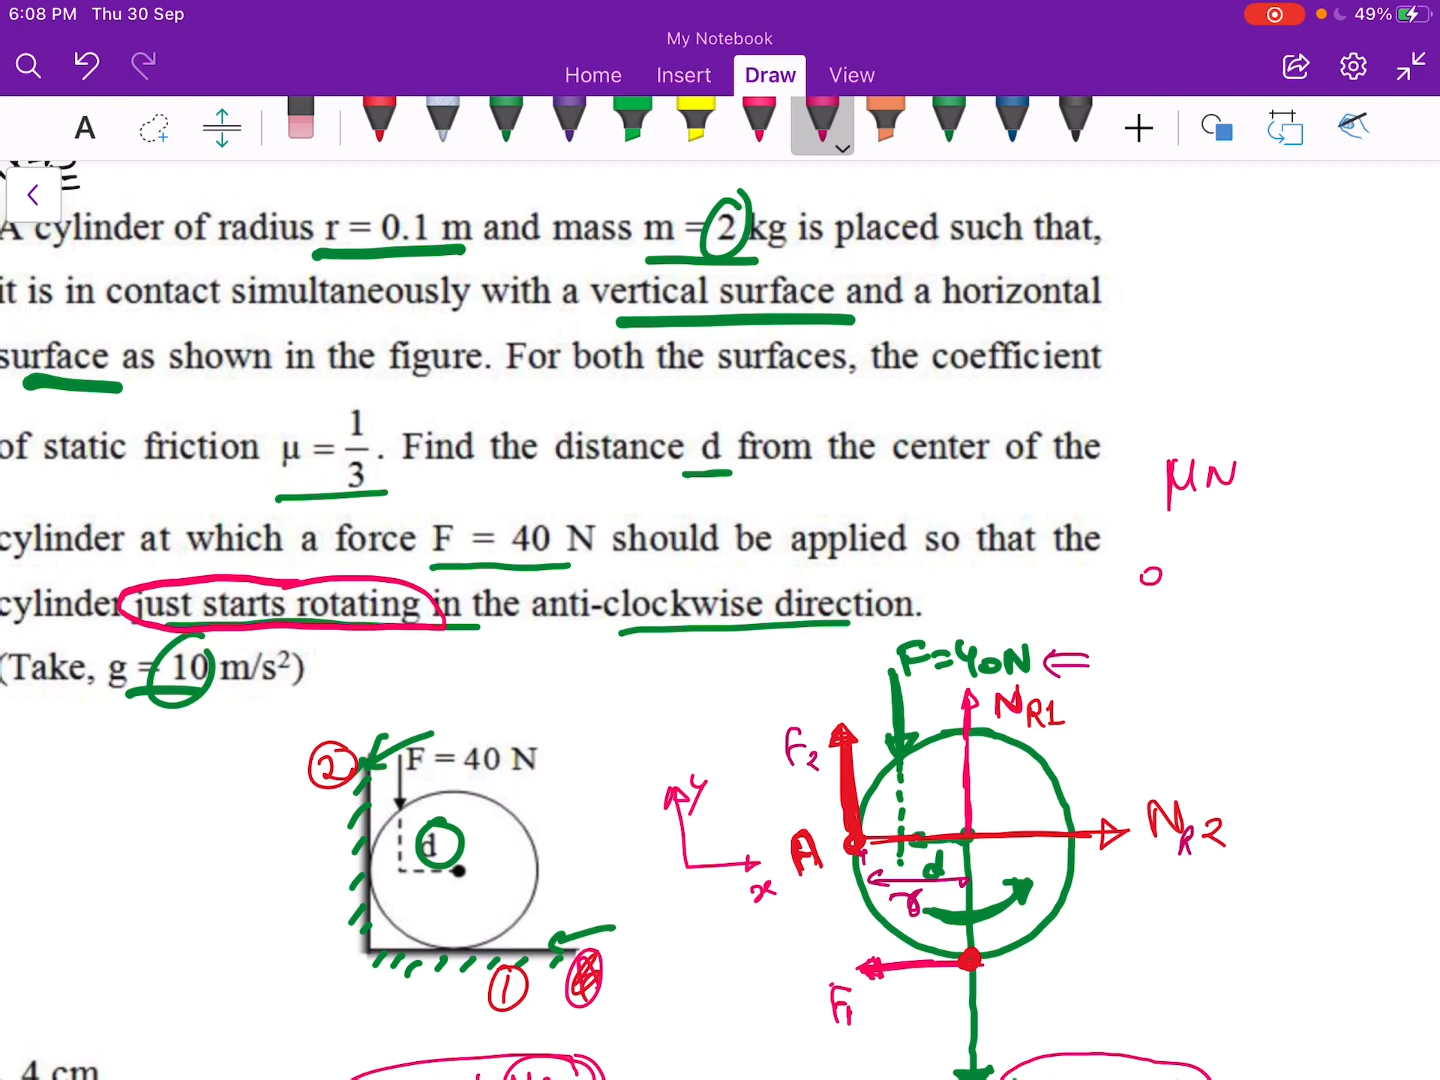 6:08 PM Thu 30 Sep
49%
My Notebook
Home Insert Draw View
A
A cylinder of radius r = 0.1 m and mass m = 2 kg is placed such that,
it is in contact simultaneously with a vertical surface and a horizontal
surface as shown in the figure. For both the surfaces, the coefficient
of static friction μ = 1/3. Find the distance d from the center of the
cylinder at which a force F = 40 N should be applied so that the
cylinder just starts rotating in the anti-clockwise direction.
(Take, g = 10 m/s²)
μN
F=40N
NR1
F2
2
F = 40 N
y
NR2
A
d
d
x
r
1
F1
4 cm